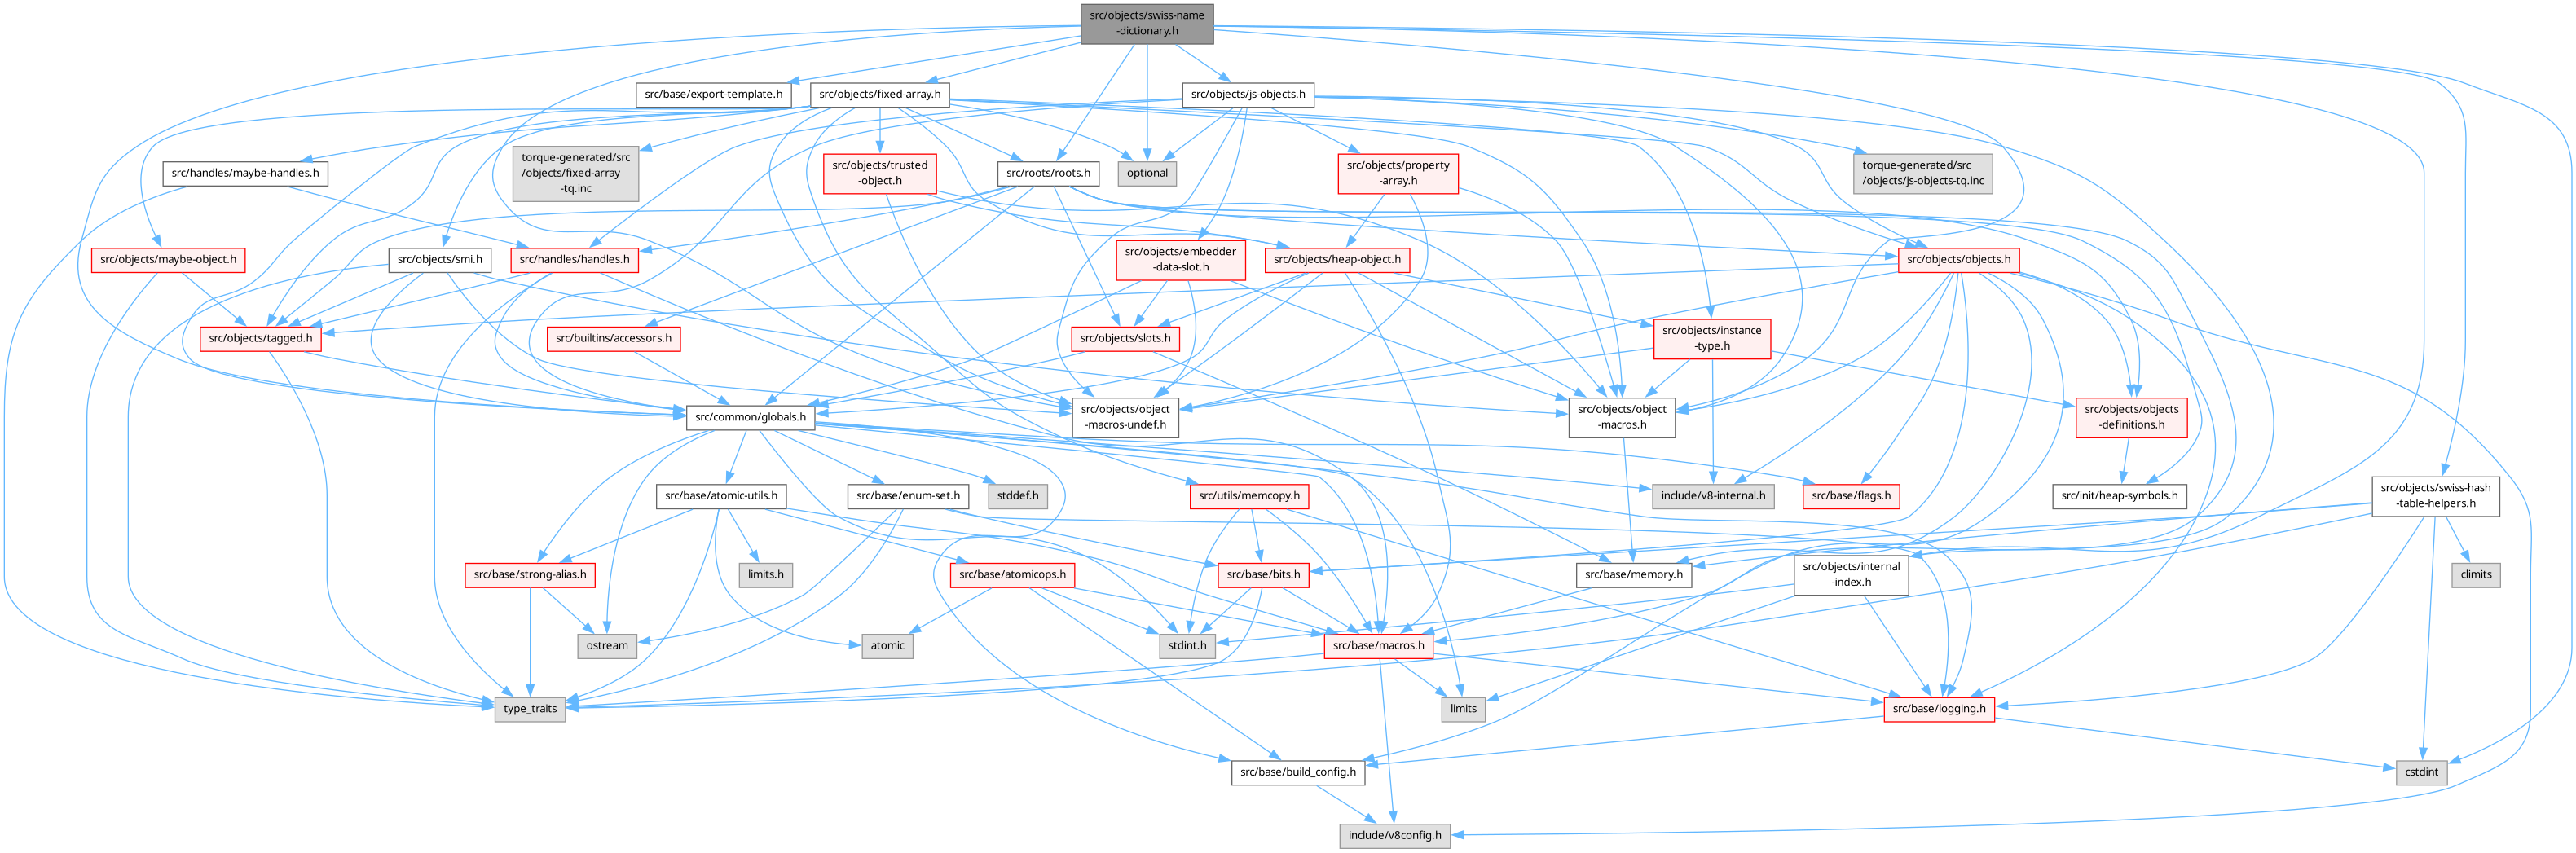 src/objects/swiss-name
-dictionary.h
src/base/export-template.h
src/objects/fixed-array.h
src/objects/js-objects.h
torque-generated/src
/objects/fixed-array
-tq.inc
src/handles/maybe-handles.h
src/objects/trusted
-object.h
src/roots/roots.h
optional
src/objects/property
-array.h
torque-generated/src
/objects/js-objects-tq.inc
src/objects/maybe-object.h
src/objects/smi.h
src/handles/handles.h
src/objects/embedder
-data-slot.h
src/objects/heap-object.h
src/objects/objects.h
src/objects/tagged.h
src/builtins/accessors.h
src/objects/slots.h
src/objects/instance
-type.h
src/common/globals.h
src/objects/object
-macros-undef.h
src/objects/object
-macros.h
src/objects/objects
-definitions.h
src/base/atomic-utils.h
src/base/enum-set.h
stddef.h
src/utils/memcopy.h
include/v8-internal.h
src/base/flags.h
src/init/heap-symbols.h
src/objects/swiss-hash
-table-helpers.h
src/base/strong-alias.h
limits.h
src/base/atomicops.h
src/base/bits.h
src/base/memory.h
src/objects/internal
-index.h
climits
ostream
atomic
stdint.h
src/base/macros.h
type_traits
limits
src/base/logging.h
src/base/build_config.h
cstdint
include/v8config.h